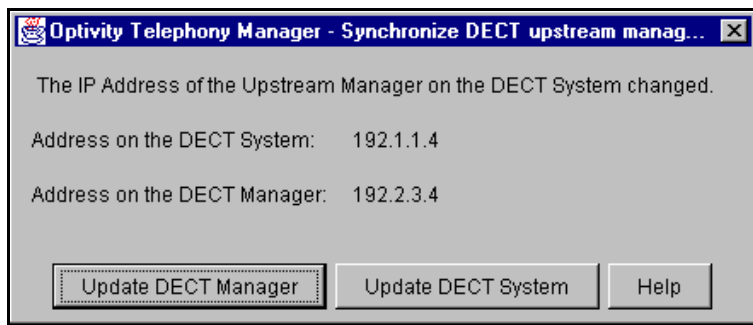 Optivity Telephony Manager - Synchronize DECT upstream manag...
The IP Address of the Upstream Manager on the DECT System changed.
Address on the DECT System: 192.1.1.4
Address on the DECT Manager: 192.2.3.4
Update DECT Manager Update DECT System Help